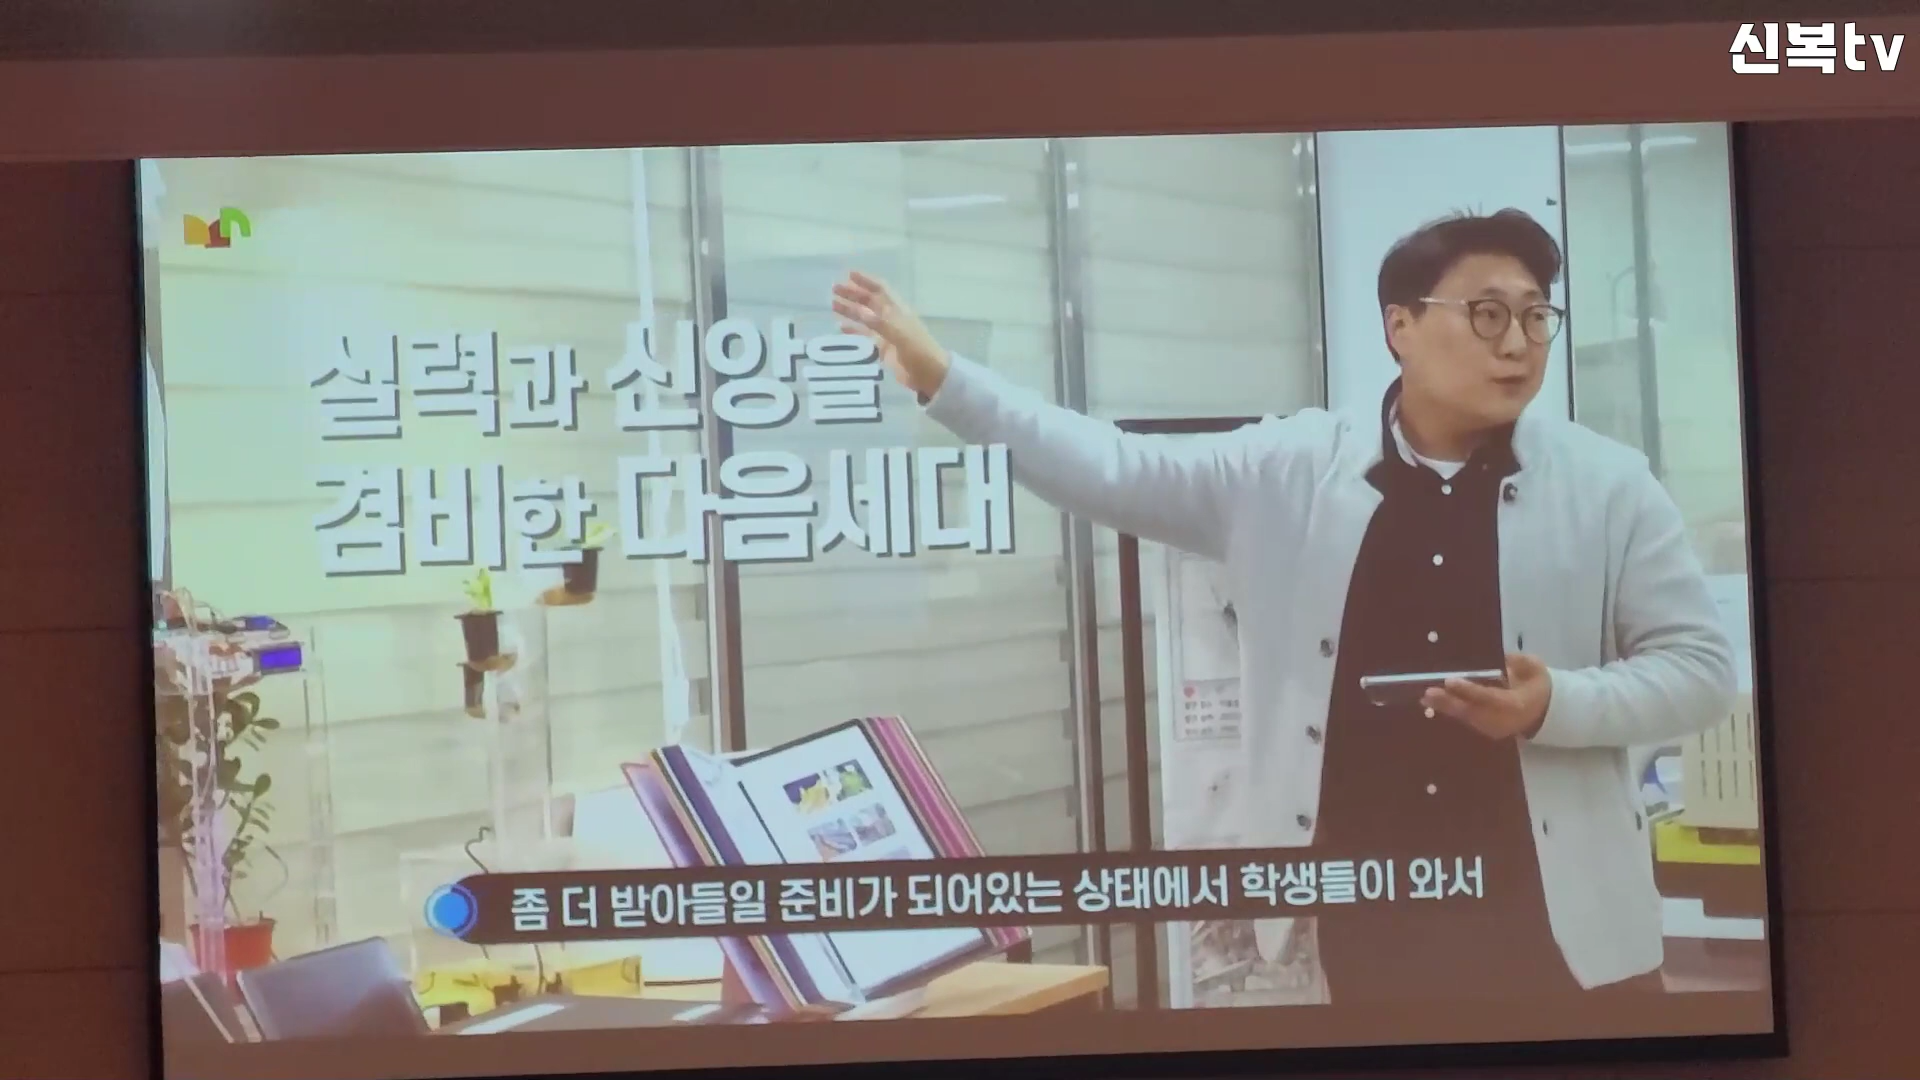 신복tv
실력과 신앙을
겸비한 다음세대
좀 더 받아들일 준비가 되어있는 상태에서 학생들이 와서